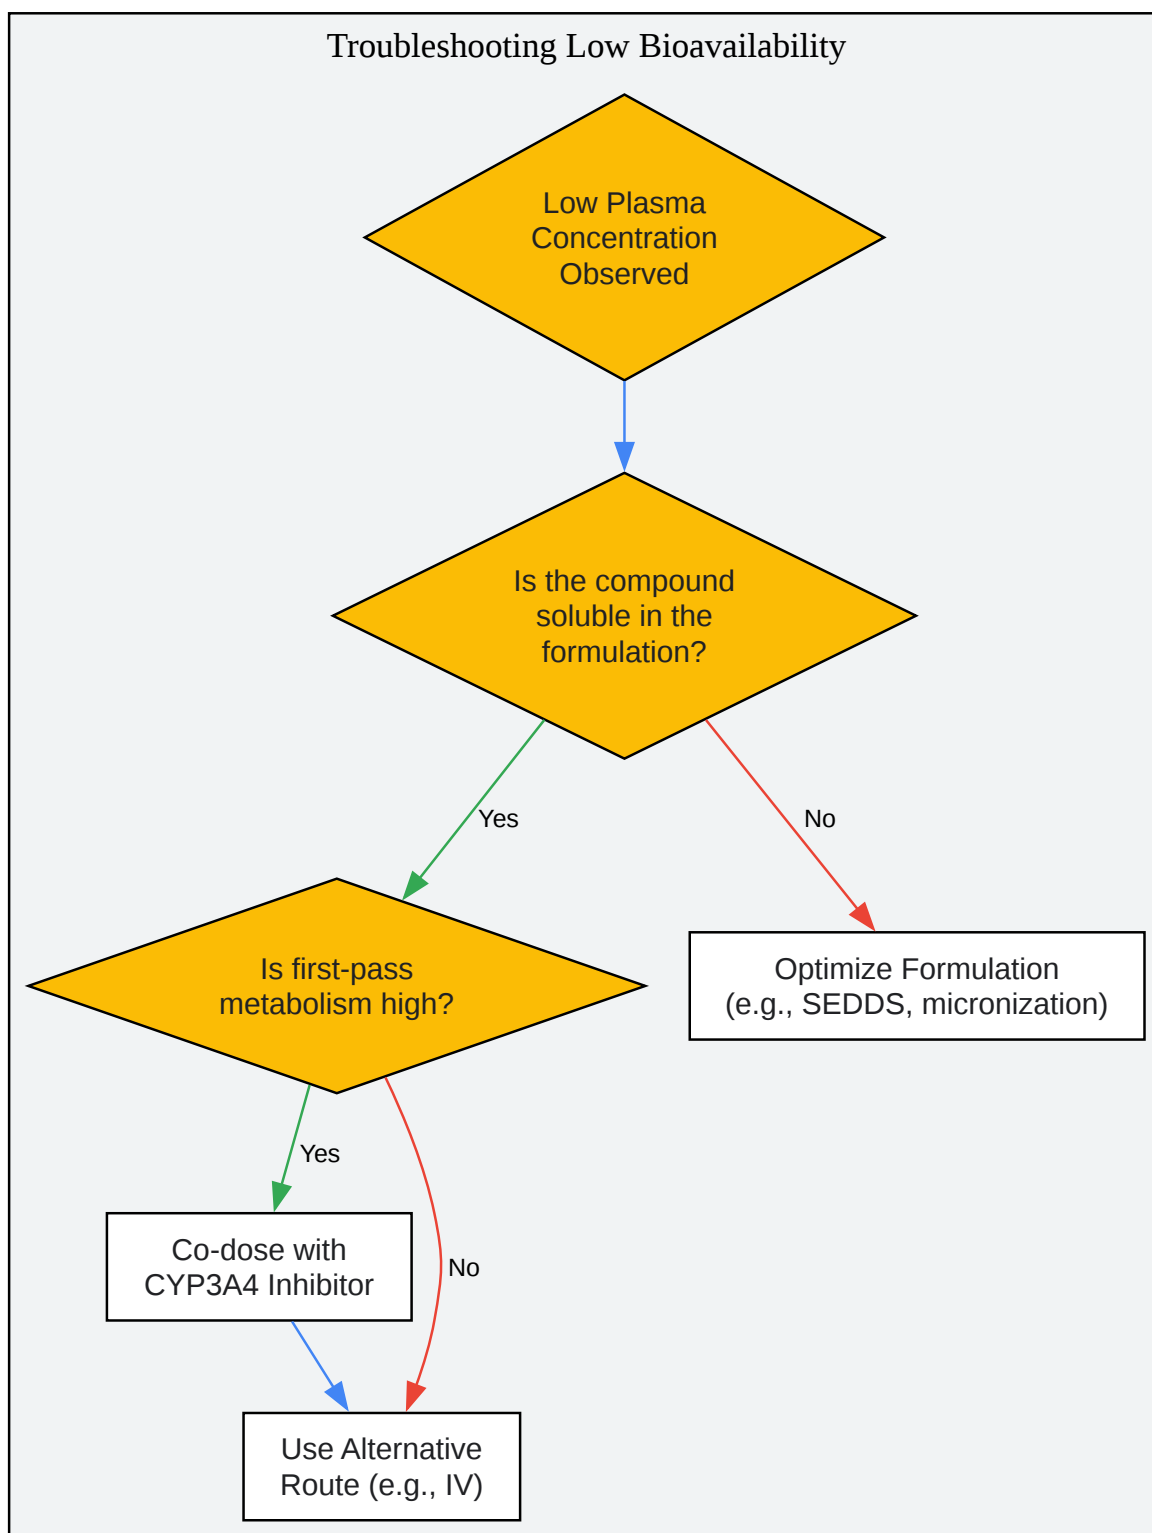 Troubleshooting Low Bioavailability
Low Plasma
Concentration
Observed
Is the compound
soluble in the
formulation?
Yes
No
Is first-pass
metabolism high?
Optimize Formulation
(e.g., SEDDS, micronization)
Yes
Co-dose with
CYP3A4 Inhibitor
No
Use Alternative
Route (e.g., IV)